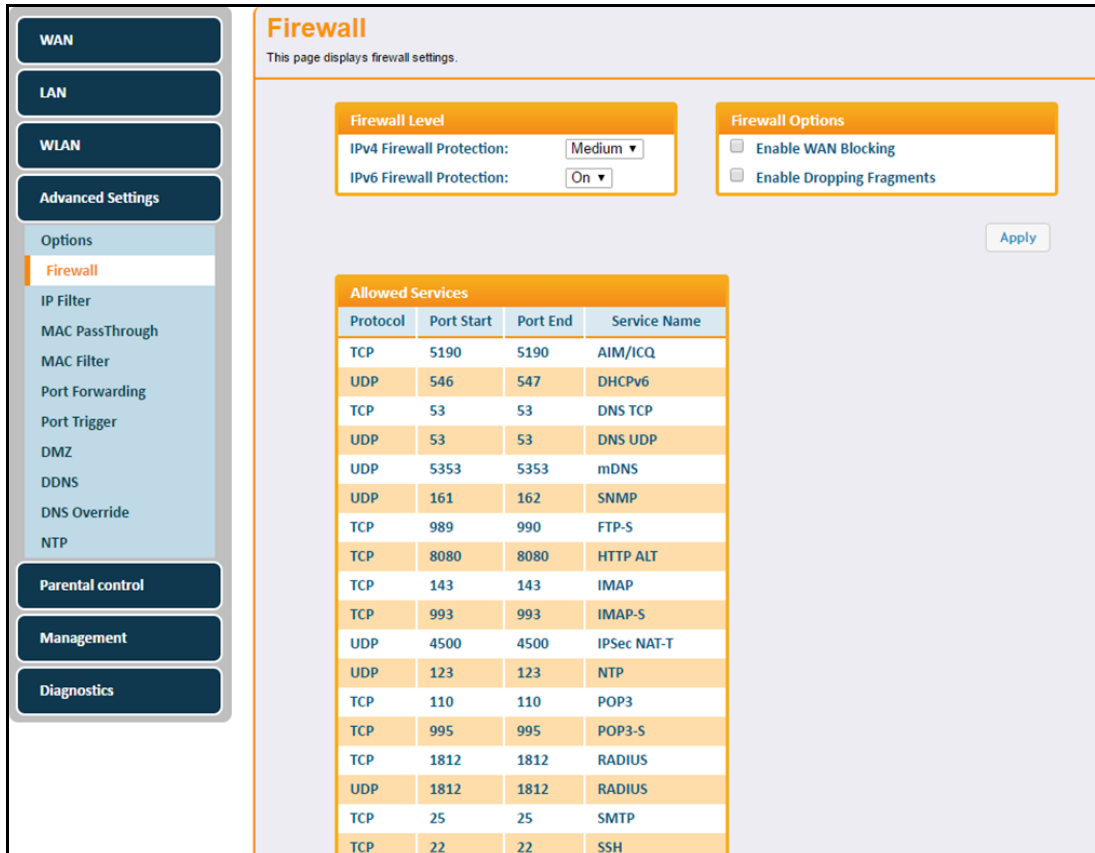 WAN
LAN
WLAN
Advanced Settings
Options
Firewall
IP Filter
MAC PassThrough
MAC Filter
Port Forwarding
Port Trigger
DMZ
DDNS
DNS Override
NTP
Parental control
Management
Diagnostics
Firewall
This page displays firewall settings.
Firewall Level
IPv4 Firewall Protection: Medium
IPv6 Firewall Protection: On
Firewall Options
Enable WAN Blocking
Enable Dropping Fragments
Apply
Allowed Services
Protocol Port Start Port End Service Name
TCP 5190 5190 AIM/ICQ
UDP 546 547 DHCPv6
TCP 53 53 DNS TCP
UDP 53 53 DNS UDP
UDP 5353 5353 mDNS
UDP 161 162 SNMP
TCP 989 990 FTP-S
TCP 8080 8080 HTTP ALT
TCP 143 143 IMAP
TCP 993 993 IMAP-S
UDP 4500 4500 IPSec NAT-T
UDP 123 123 NTP
TCP 110 110 POP3
TCP 995 995 POP3-S
TCP 1812 1812 RADIUS
UDP 1812 1812 RADIUS
TCP 25 25 SMTP
TCP 22 22 SSH